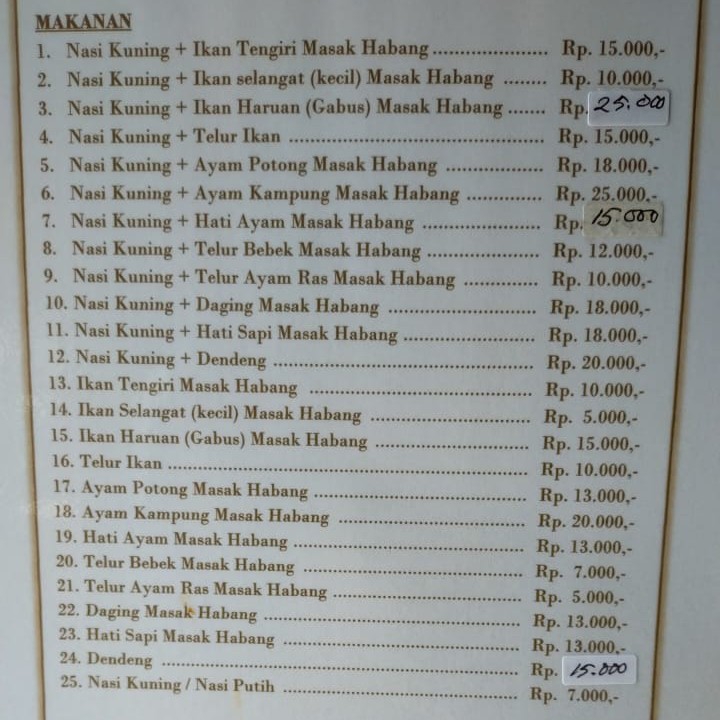 MAKANAN
1. Nasi Kuning + Ikan Tengiri Masak Habang ..................... Rp. 15.000,-
2. Nasi Kuning + Ikan selangat (kecil) Masak Habang ........ Rp. 10.000,-
3. Nasi Kuning + Ikan Haruan (Gabus) Masak Habang ....... Rp. 25.000
4. Nasi Kuning + Telur Ikan ................................................ Rp. 15.000,-
5. Nasi Kuning + Ayam Potong Masak Habang .................. Rp. 18.000,-
6. Nasi Kuning + Ayam Kampung Masak Habang .............. Rp. 25.000,-
7. Nasi Kuning + Hati Ayam Masak Habang ...................... Rp. 15.000
8. Nasi Kuning + Telur Bebek Masak Habang ..................... Rp. 12.000,-
9. Nasi Kuning + Telur Ayam Ras Masak Habang .............. Rp. 10.000,-
10. Nasi Kuning + Daging Masak Habang ........................... Rp. 18.000,-
11. Nasi Kuning + Hati Sapi Masak Habang ........................ Rp. 18.000,-
12. Nasi Kuning + Dendeng ................................................ Rp. 20.000,-
13. Ikan Tengiri Masak Habang ......................................... Rp. 10.000,-
14. Ikan Selangat (kecil) Masak Habang ............................. Rp. 5.000,-
15. Ikan Haruan (Gabus) Masak Habang ............................ Rp. 15.000,-
16. Telur Ikan .................................................................. Rp. 10.000,-
17. Ayam Potong Masak Habang ....................................... Rp. 13.000,-
18. Ayam Kampung Masak Habang .................................. Rp. 20.000,-
19. Hati Ayam Masak Habang .......................................... Rp. 13.000,-
20. Telur Bebek Masak Habang ........................................ Rp. 7.000,-
21. Telur Ayam Ras Masak Habang .................................. Rp. 5.000,-
22. Daging Masak Habang ............................................... Rp. 13.000,-
23. Hati Sapi Masak Habang ............................................ Rp. 13.000,-
24. Dendeng .................................................................... Rp. 15.000
25. Nasi Kuning / Nasi Putih ........................................... Rp. 7.000,-